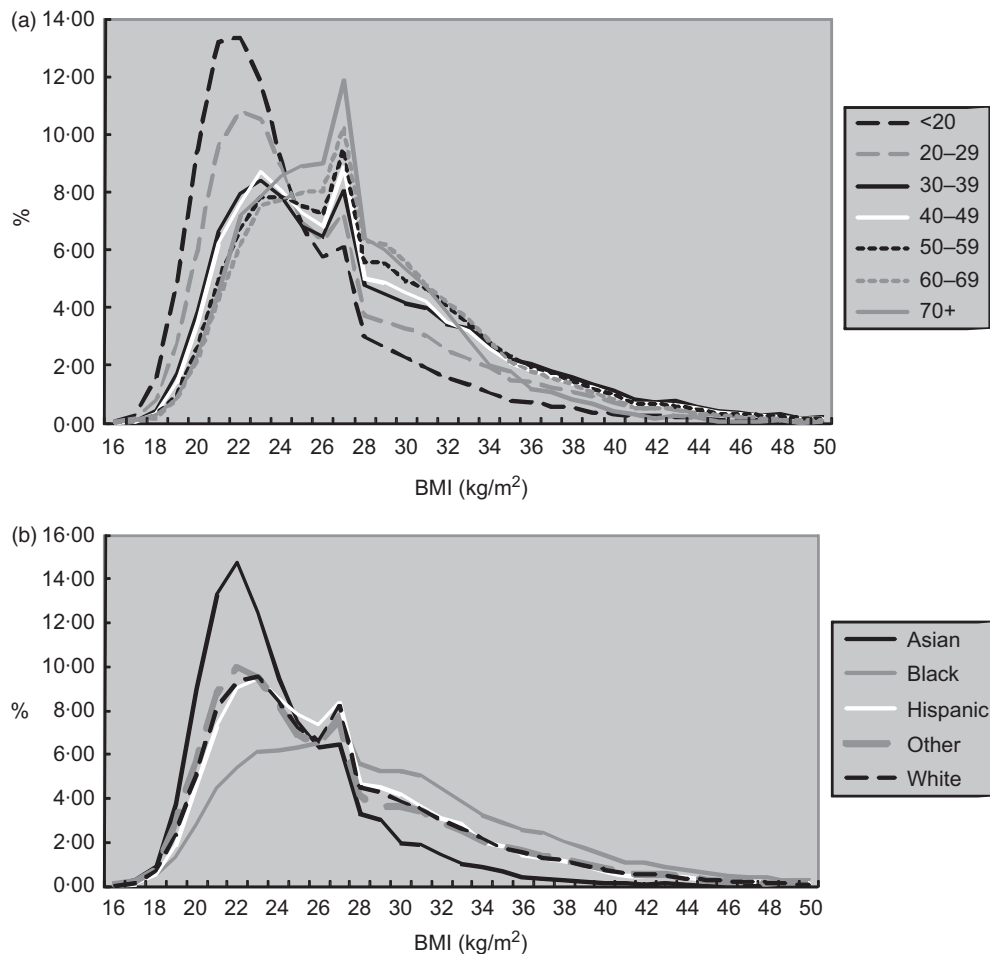 (a)
14·00
12·00
10·00
8·00
6·00
4·00
2·00
0·00
%
16 18 20 22 24 26 28 30 32 34 36 38 40 42 44 46 48 50
BMI (kg/m²)
<20
20–29
30–39
40–49
50–59
60–69
70+
(b)
16·00
14·00
12·00
10·00
8·00
6·00
4·00
2·00
0·00
%
16 18 20 22 24 26 28 30 32 34 36 38 40 42 44 46 48 50
BMI (kg/m²)
Asian
Black
Hispanic
Other
White